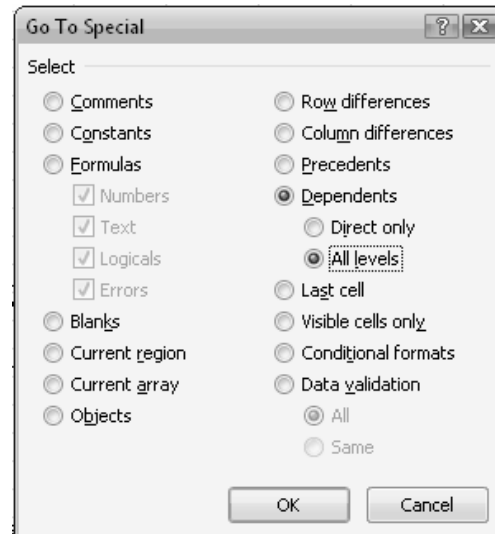 Go To Special
Select
Comments
Constants
Formulas
Numbers
Text
Logicals
Errors
Blanks
Current region
Current array
Objects
Row differences
Column differences
Precedents
Dependents
Direct only
All levels
Last cell
Visible cells only
Conditional formats
Data validation
All
Same
OK
Cancel